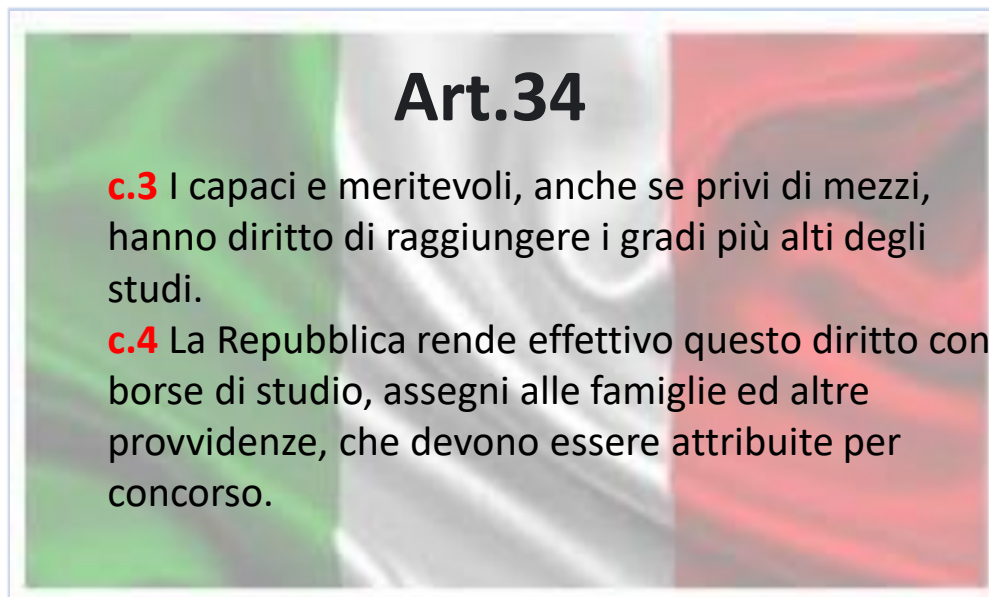 Art.34
c.3 I capaci e meritevoli, anche se privi di mezzi,
hanno diritto di raggiungere i gradi più alti degli
studi.
c.4 La Repubblica rende effettivo questo diritto con
borse di studio, assegni alle famiglie ed altre
provvidenze, che devono essere attribuite per
concorso.